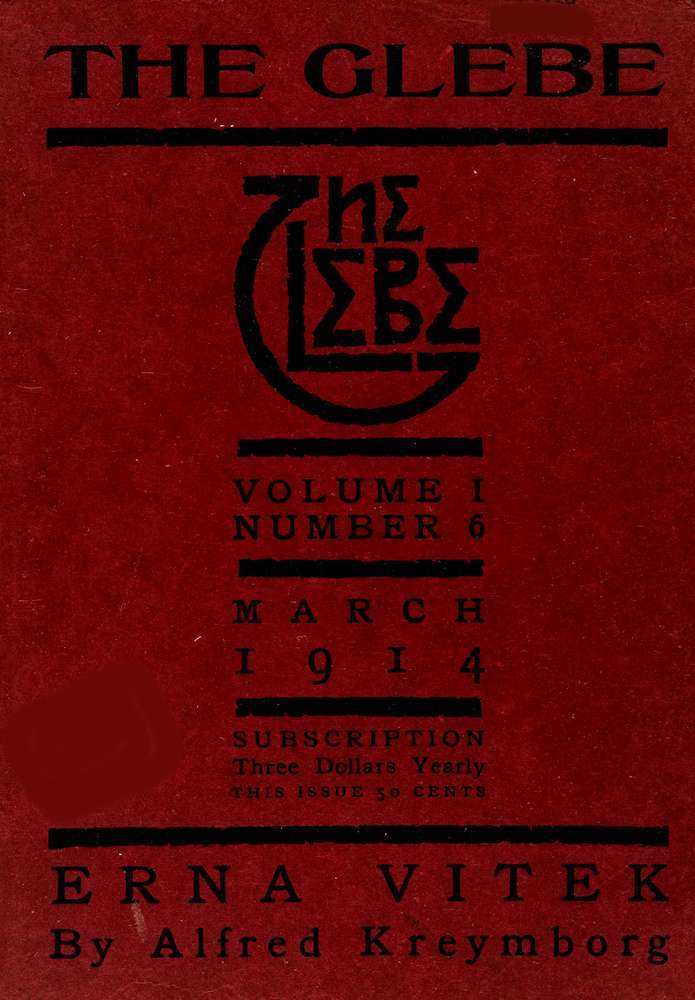 THE GLEBE
THE
GLEBE
VOLUME I
NUMBER 6
MARCH
1914
SUBSCRIPTION
Three Dollars Yearly
THIS ISSUE 50 CENTS
ERNA VITEK
By Alfred Kreymborg